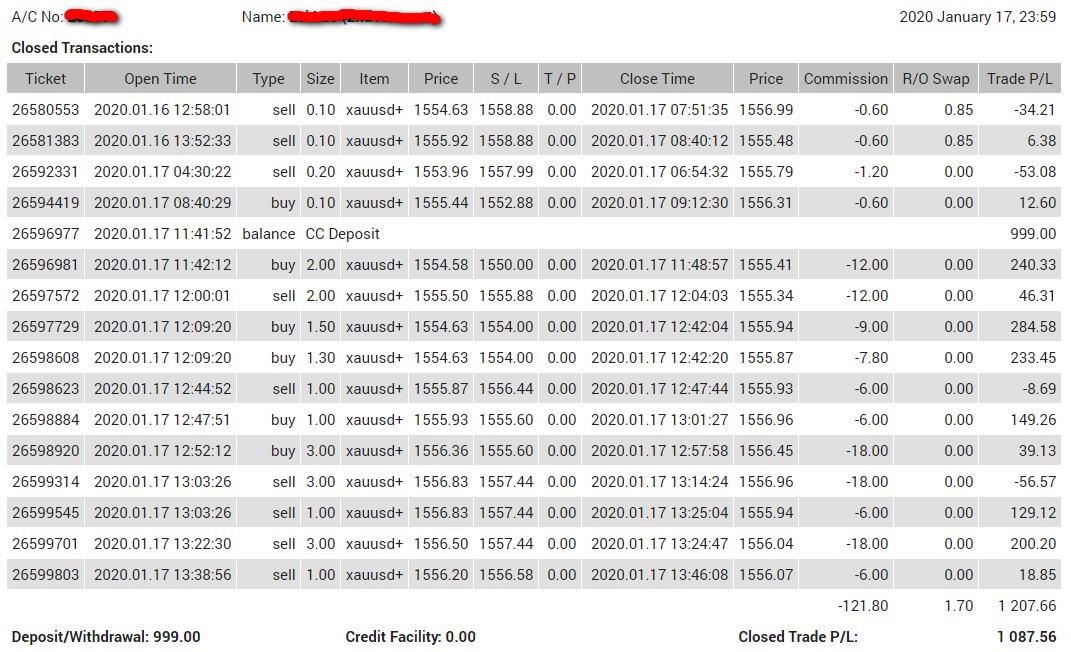 A/C No: Name: 2020 January 17, 23:59
Closed Transactions:
Ticket Open Time Type Size Item Price S / L T / P Close Time Price Commission R/O Swap Trade P/L
26580553 2020.01.16 12:58:01 sell 0.10 xauusd+ 1554.63 1558.88 0.00 2020.01.17 07:51:35 1556.99 -0.60 0.85 -34.21
26581383 2020.01.16 13:52:33 sell 0.10 xauusd+ 1555.92 1558.88 0.00 2020.01.17 08:40:12 1555.48 -0.60 0.85 6.38
26592331 2020.01.17 04:30:22 sell 0.20 xauusd+ 1553.96 1557.99 0.00 2020.01.17 06:54:32 1555.79 -1.20 0.00 -53.08
26594419 2020.01.17 08:40:29 buy 0.10 xauusd+ 1555.44 1552.88 0.00 2020.01.17 09:12:30 1556.31 -0.60 0.00 12.60
26596977 2020.01.17 11:41:52 balance CC Deposit 999.00
26596981 2020.01.17 11:42:12 buy 2.00 xauusd+ 1554.58 1550.00 0.00 2020.01.17 11:48:57 1555.41 -12.00 0.00 240.33
26597572 2020.01.17 12:00:01 sell 2.00 xauusd+ 1555.50 1555.88 0.00 2020.01.17 12:04:03 1555.34 -12.00 0.00 46.31
26597729 2020.01.17 12:09:20 buy 1.50 xauusd+ 1554.63 1554.00 0.00 2020.01.17 12:42:04 1555.94 -9.00 0.00 284.58
26598608 2020.01.17 12:09:20 buy 1.30 xauusd+ 1554.63 1554.00 0.00 2020.01.17 12:42:20 1555.87 -7.80 0.00 233.45
26598623 2020.01.17 12:44:52 sell 1.00 xauusd+ 1555.87 1556.44 0.00 2020.01.17 12:47:44 1555.93 -6.00 0.00 -8.69
26598884 2020.01.17 12:47:51 buy 1.00 xauusd+ 1555.93 1555.60 0.00 2020.01.17 13:01:27 1556.96 -6.00 0.00 149.26
26598920 2020.01.17 12:52:12 buy 3.00 xauusd+ 1556.36 1555.60 0.00 2020.01.17 12:57:58 1556.45 -18.00 0.00 39.13
26599314 2020.01.17 13:03:26 sell 3.00 xauusd+ 1556.83 1557.44 0.00 2020.01.17 13:14:24 1556.96 -18.00 0.00 -56.57
26599545 2020.01.17 13:03:26 sell 1.00 xauusd+ 1556.83 1557.44 0.00 2020.01.17 13:25:04 1555.94 -6.00 0.00 129.12
26599701 2020.01.17 13:22:30 sell 3.00 xauusd+ 1556.50 1557.44 0.00 2020.01.17 13:24:47 1556.04 -18.00 0.00 200.20
26599803 2020.01.17 13:38:56 sell 1.00 xauusd+ 1556.20 1556.58 0.00 2020.01.17 13:46:08 1556.07 -6.00 0.00 18.85
-121.80 1.70 1 207.66
Deposit/Withdrawal: 999.00 Credit Facility: 0.00 Closed Trade P/L: 1 087.56